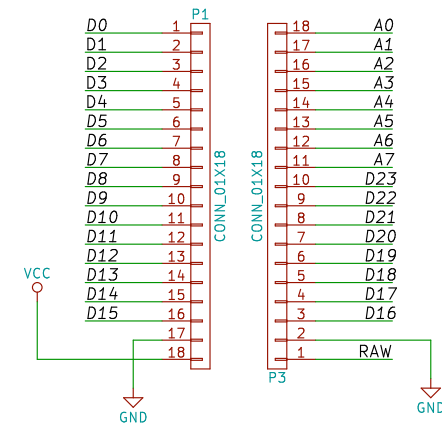 P1
D0 1 18 A0
D1 2 17 A1
D2 3 16 A2
D3 4 15 A3
D4 5 14 A4
D5 6 13 A5
D6 7 12 A6
D7 8 11 A7
D8 9 10 D23
D9 10 9 D22
D10 11 8 D21
D11 12 7 D20
D12 13 6 D19
D13 14 5 D18
D14 15 4 D17
D15 16 3 D16
17 2
18 1 RAW
CONN_01X18
CONN_01X18
VCC
P3
GND
GND